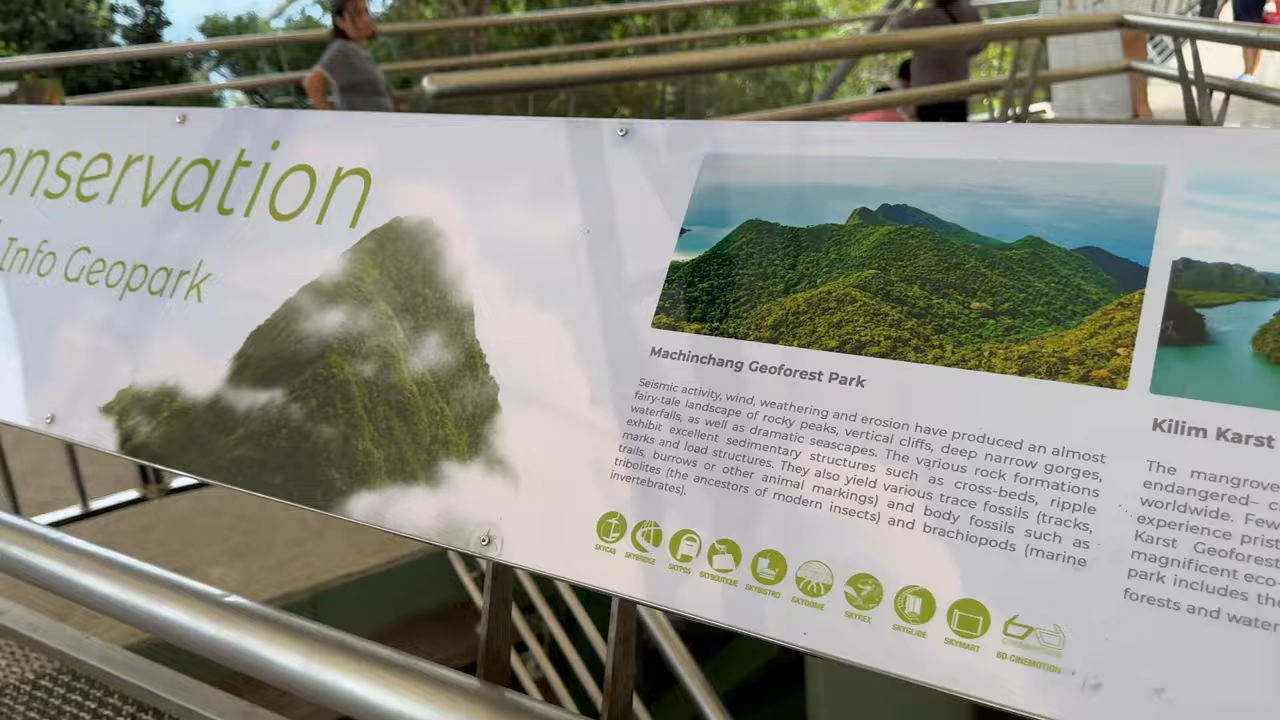 onservation
Info Geopark
Machinchang Geoforest Park
Seismic activity, wind, weathering and erosion have produced an almost
fairy-tale landscape of rocky peaks, vertical cliffs, deep narrow gorges,
waterfalls, as well as dramatic seascapes. The various rock formations
exhibit excellent sedimentary structures such as cross-beds, ripple
marks and load structures. They also yield various trace fossils (tracks,
trails, burrows or other animal markings) and body fossils such as
tribolites (the ancestors of modern insects) and brachiopods (marine
invertebrates).
SKYCAB SKYBRIDGE SKYPOS SKYBOUTIQUE SKYBISTRO SKYDOME SKYREX SKYGLIDE SKYMART 6D CINEMOTION
Kilim Karst
The mangrove
endangered– c
worldwide. Few
experience prist
Karst Geoforest
magnificent eco
park includes the
forests and water